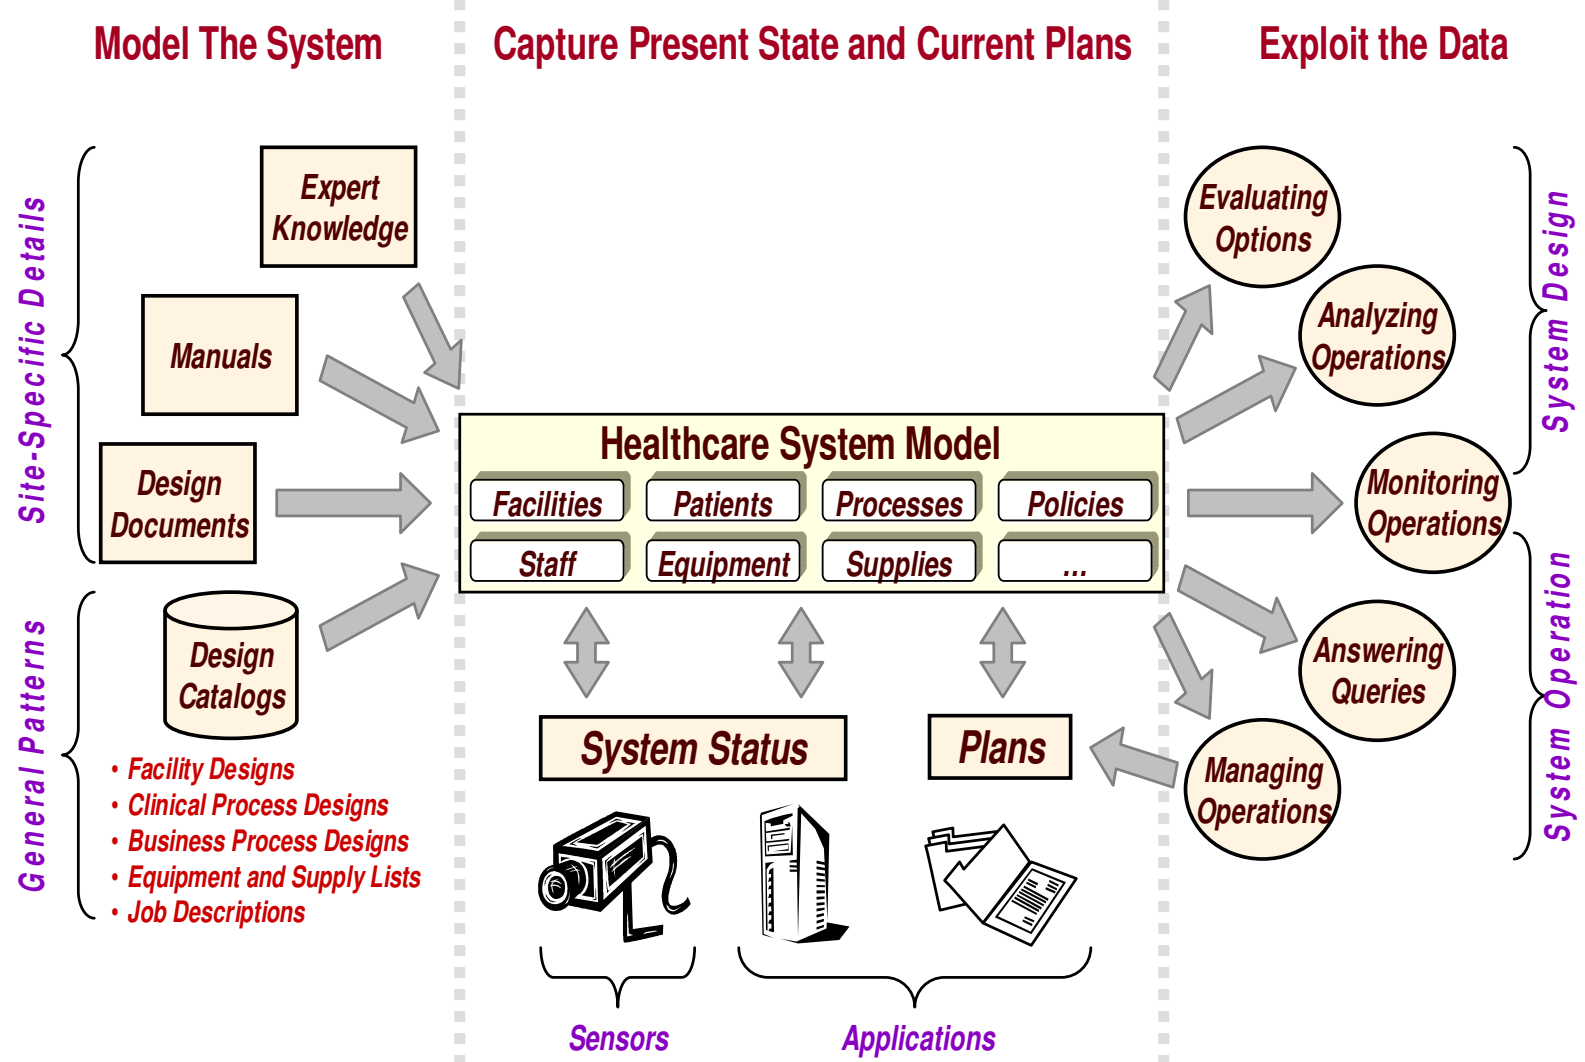 Model The System
Capture Present State and Current Plans
Exploit the Data
Site-Specific Details
Expert
Knowledge
Manuals
Design
Documents
General Patterns
Design
Catalogs
• Facility Designs
• Clinical Process Designs
• Business Process Designs
• Equipment and Supply Lists
• Job Descriptions
Healthcare System Model
Facilities
Patients
Processes
Policies
Staff
Equipment
Supplies
...
System Status
Plans
Sensors
Applications
Evaluating
Options
Analyzing
Operations
Monitoring
Operations
Answering
Queries
Managing
Operations
System Design
System Operation